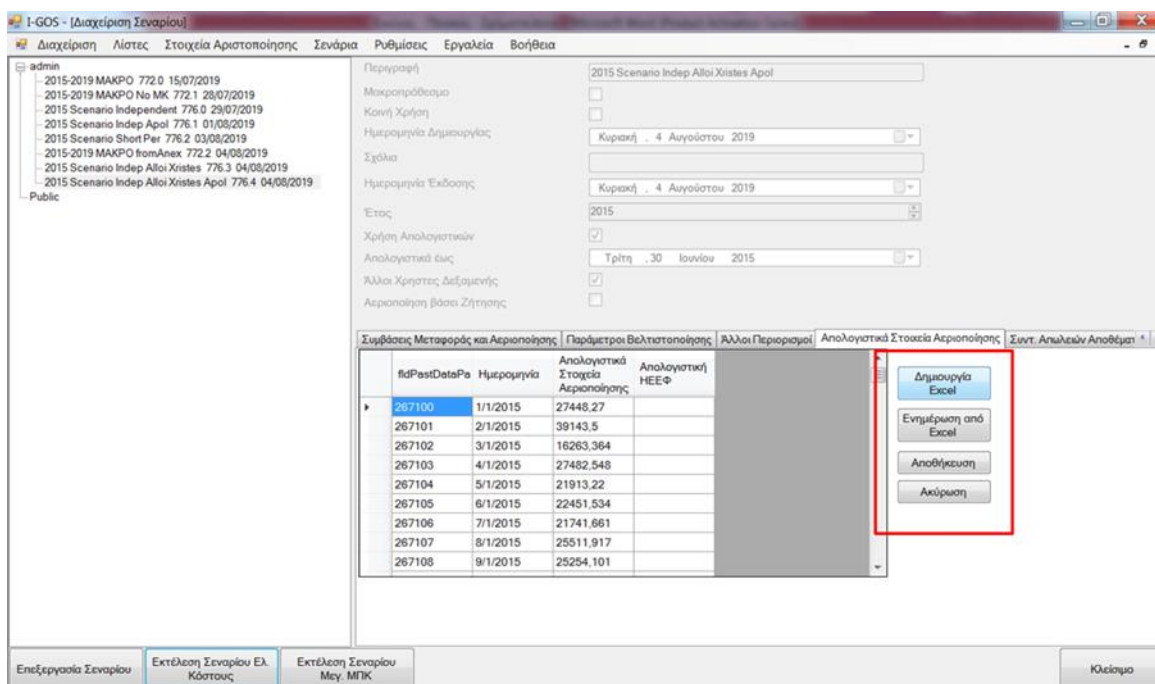 I-GOS - [Διαχείριση Σεναρίου]
Διαχείριση Λίστες Στοιχεία Αριστοποίησης Σενάρια Ρυθμίσεις Εργαλεία Βοήθεια
admin
2015-2019 ΜΑΚΡΟ 772.0 15/07/2019
2015-2019 ΜΑΚΡΟ No MK 772.1 28/07/2019
2015 Scenario Independent 776.0 29/07/2019
2015 Scenario Indep Apol 776.1 01/08/2019
2015 Scenario Short Per 776.2 03/08/2019
2015-2019 ΜΑΚΡΟ fromAnex 772.2 04/08/2019
2015 Scenario Indep Alloi Xristes 776.3 04/08/2019
2015 Scenario Indep Alloi Xristes Apol 776.4 04/08/2019
Public
Περιγραφή 2015 Scenario Indep Alloi Xristes Apol
Μακροπρόθεσμο
Κοινή Χρήση
Ημερομηνία Δημιουργίας Κυριακή , 4 Αυγούστου 2019
Σχόλια
Ημερομηνία Έκδοσης Κυριακή , 4 Αυγούστου 2019
Έτος 2015
Χρήση Απολογιστικών
Απολογιστικά έως Τρίτη , 30 Ιουνίου 2015
Άλλοι Χρηστες Δεξαμενής
Αεριοποίηση βάσει Ζήτησης
Συμβάσεις Μεταφοράς και Αεριοποίησης Παράμετροι Βελτιστοποίησης Άλλοι Περιορισμοί Απολογιστικά Στοιχεία Αεριοποίησης Συντ. Απωλειών Αποθέματ
fldPastDataPa Ημερομηνία Απολογιστικά Στοιχεία Αεριοποίησης Απολογιστική ΗΕΕΦ
267100 1/1/2015 27448,27
267101 2/1/2015 39143,5
267102 3/1/2015 16263,364
267103 4/1/2015 27482,548
267104 5/1/2015 21913,22
267105 6/1/2015 22451,534
267106 7/1/2015 21741,661
267107 8/1/2015 25511,917
267108 9/1/2015 25254,101
Δημιουργία
Excel
Ενημέρωση από
Excel
Αποθήκευση
Ακύρωση
Επεξεργασία Σεναρίου
Εκτέλεση Σεναρίου Ελ.
Κόστους
Εκτέλεση Σεναρίου
Μεγ. ΜΠΚ
Κλείσιμο